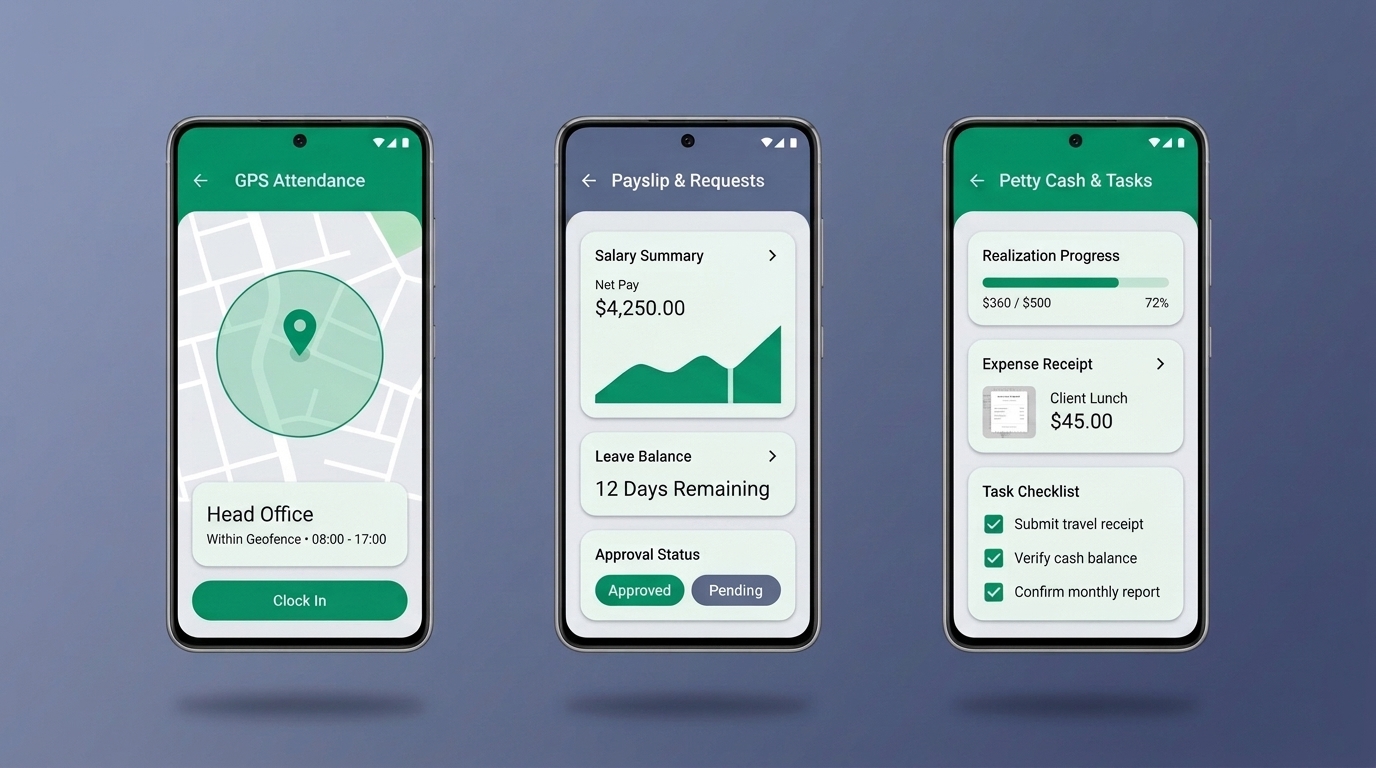 GPS Attendance
Head Office
Within Geofence • 08:00 - 17:00
Clock In
Payslip & Requests
Salary Summary
Net Pay
$4,250.00
Leave Balance
12 Days Remaining
Approval Status
Approved
Pending
Petty Cash & Tasks
Realization Progress
$360 / $500
72%
Expense Receipt
Client Lunch
$45.00
Task Checklist
Submit travel receipt
Verify cash balance
Confirm monthly report